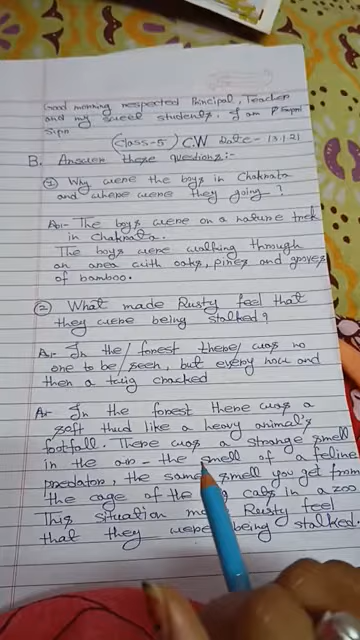 Good morning respected Principal, Teacher
and my sweet students. I am
Sign
(Class-5) C.W Date - 13.1.21
B. Answer these questions:-
① Why were the boys in Chakrata
and where were they going?
An:- The boys were on a nature trek
in Chakrata.
The boys were walking through
an area with oaks, pines and groves
of bamboo.
② What made Rusty feel that
they were being stalked?
An:- In the forest there was no
one to be seen, but every now and
then a twig cracked
An- In the forest there was a
soft thud like a heavy animal's
footfall. There was a strange smell
in the air - the smell of a feline
predator, the same smell you get from
the cage of the cats in a zoo
This situation made Rusty feel
that they were being stalked.